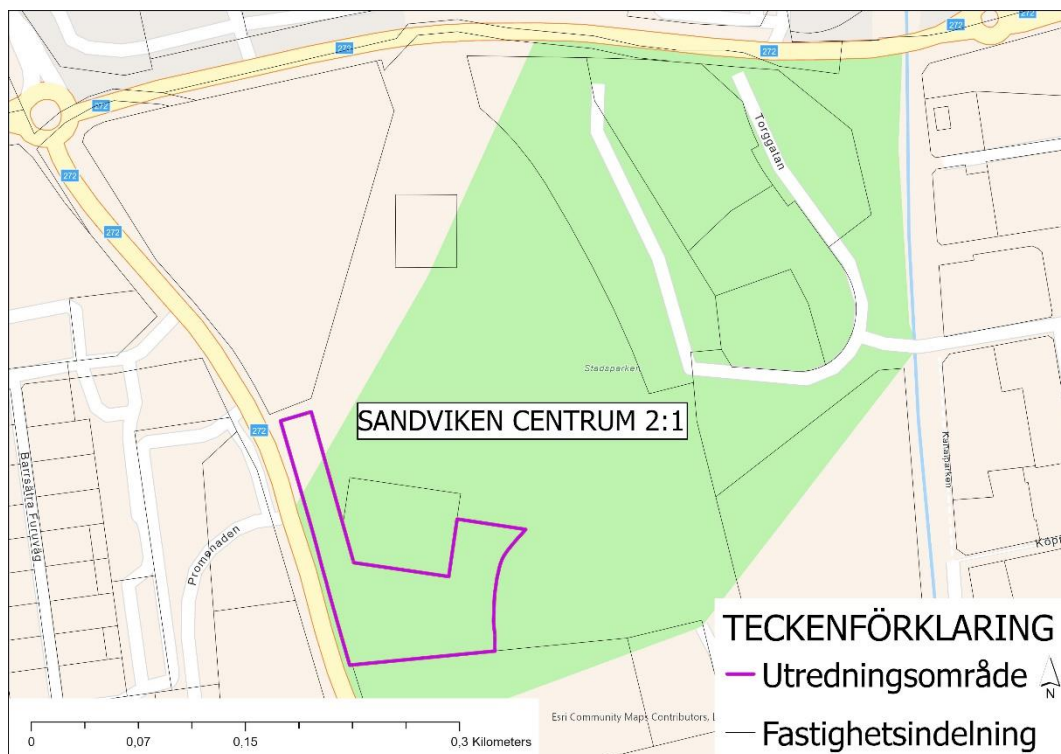 272
272
272
272
272
272
272
Torggatan
Stadsparken
SANDVIKEN CENTRUM 2:1
Barrsätra Furuväg
Promenaden
Kanalparken
Köp
TECKENFÖRKLARING
Utredningsområde
N
Fastighetsindelning
Esri Community Maps Contributors, L
0 0,07 0,15 0,3 Kilometers